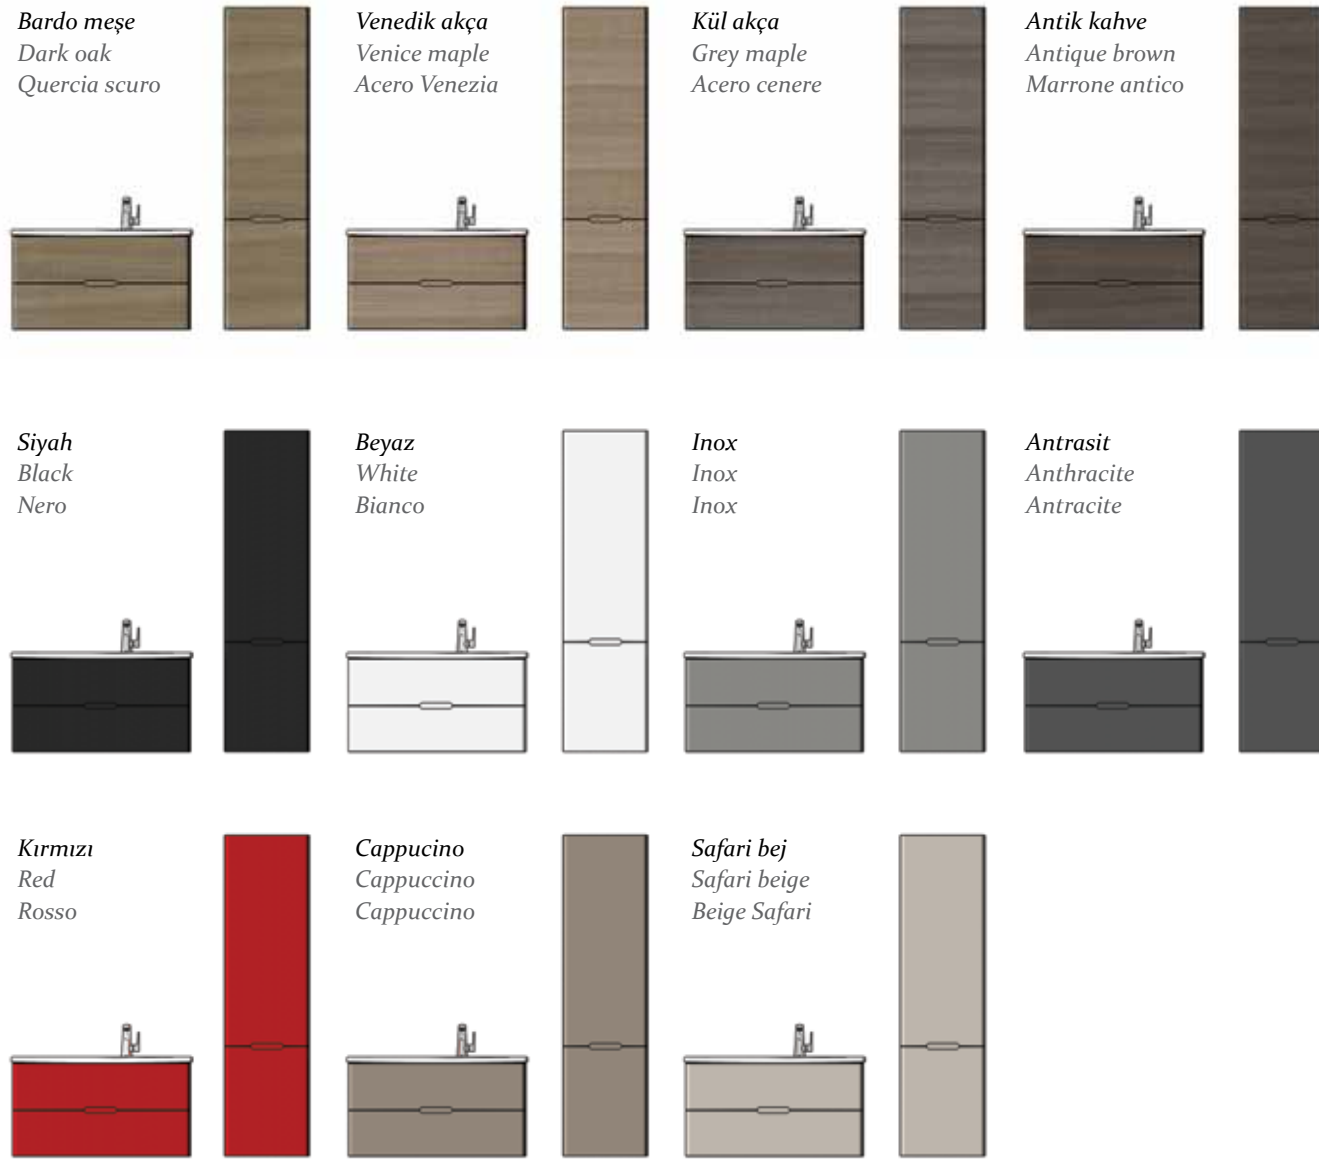 Bardo meşe
Dark oak
Quercia scuro
Venedik akça
Venice maple
Acero Venezia
Kül akça
Grey maple
Acero cenere
Antik kahve
Antique brown
Marrone antico
Siyah
Black
Nero
Beyaz
White
Bianco
Inox
Inox
Inox
Antrasit
Anthracite
Antracite
Kırmızı
Red
Rosso
Cappucino
Cappuccino
Cappuccino
Safari bej
Safari beige
Beige Safari